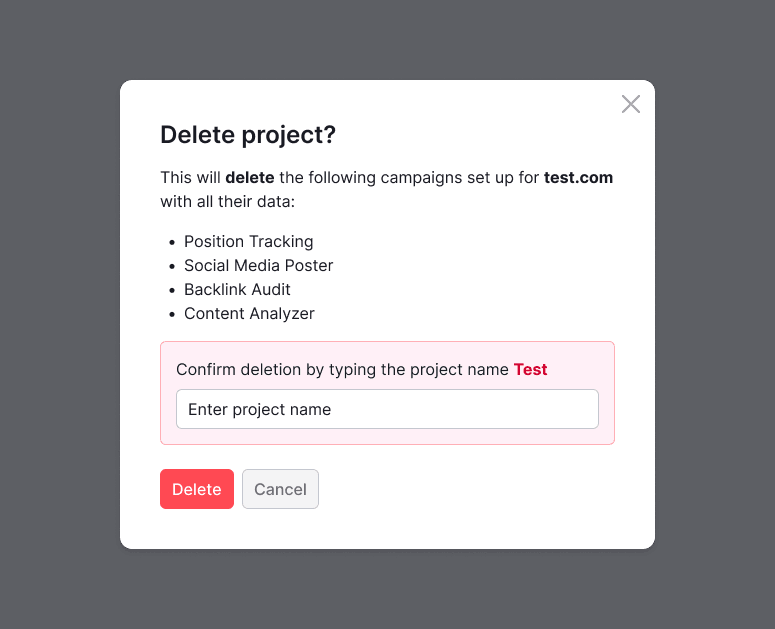 Delete project?
This will delete the following campaigns set up for test.com
with all their data:
• Position Tracking
• Social Media Poster
• Backlink Audit
• Content Analyzer
Confirm deletion by typing the project name Test
Enter project name
Delete
Cancel